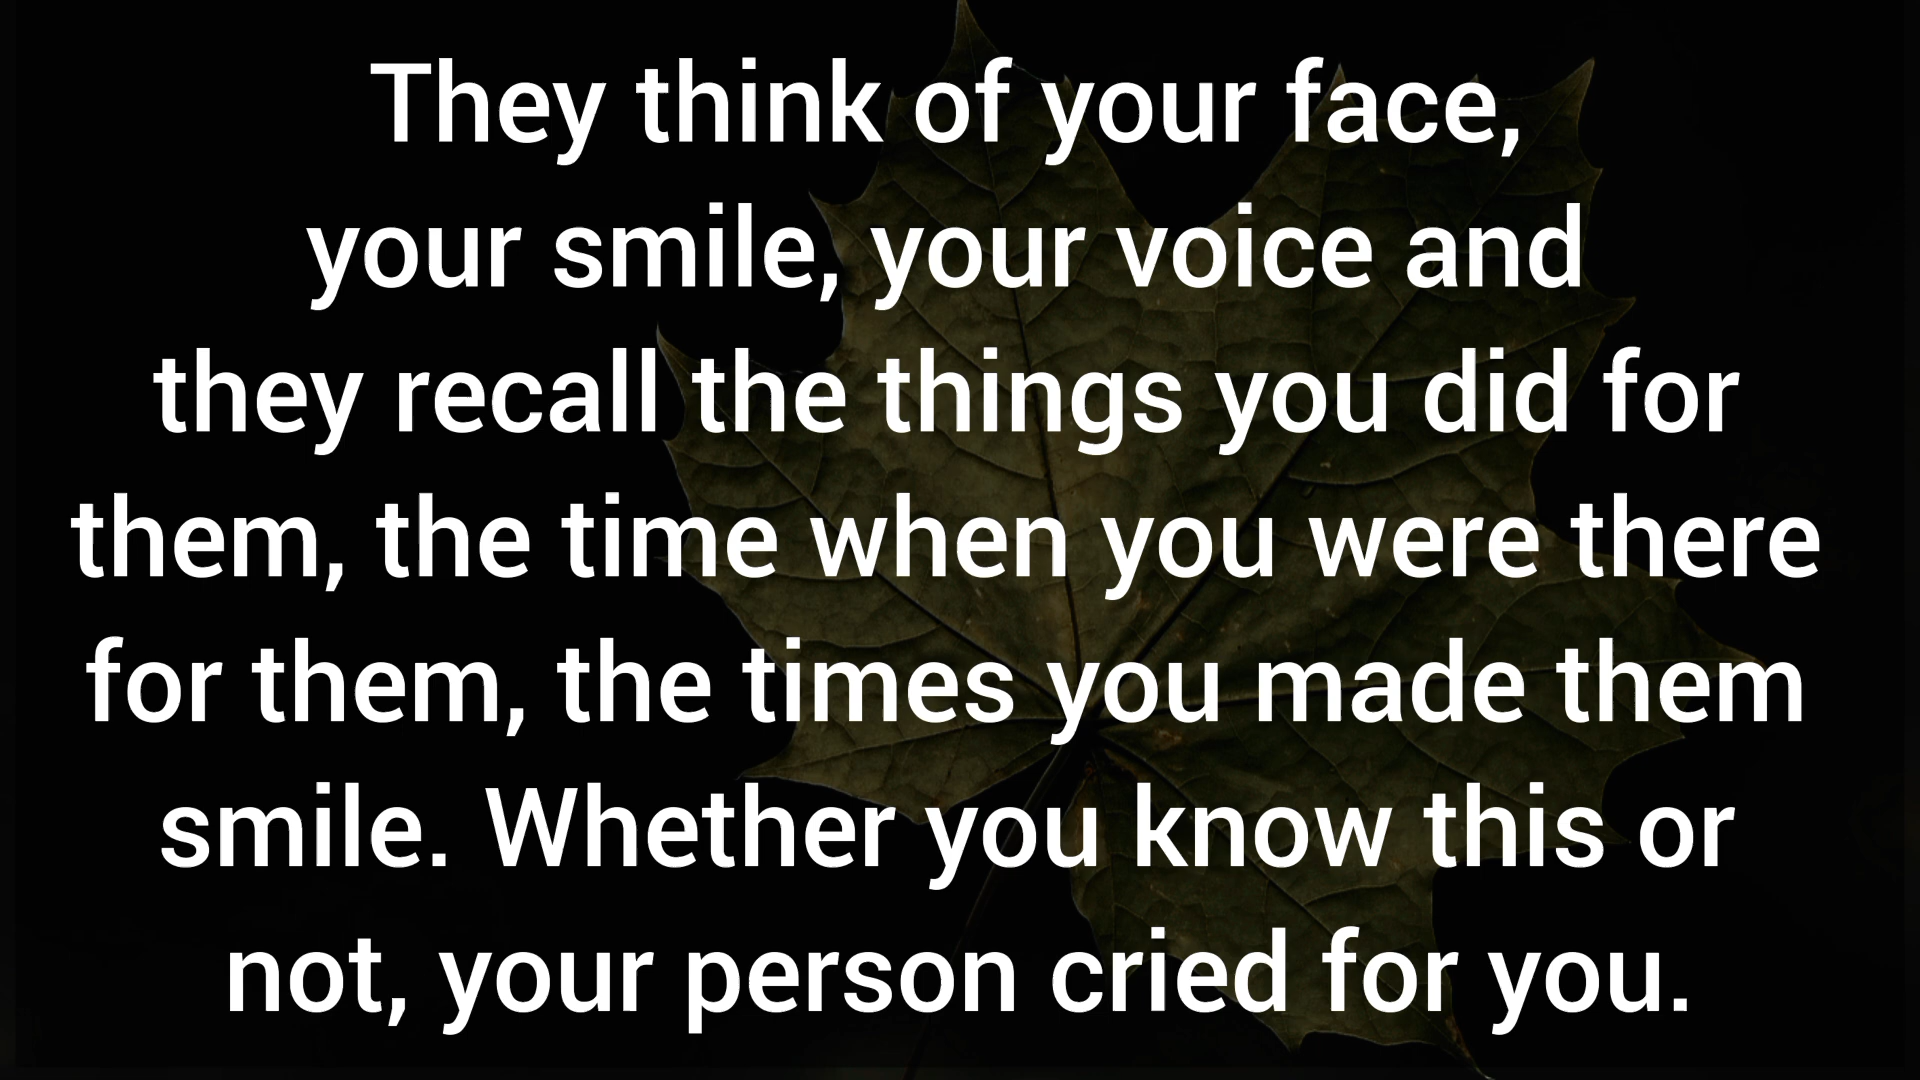 They think of your face,
your smile, your voice and
they recall the things you did for
them, the time when you were there
for them, the times you made them
smile. Whether you know this or
not, your person cried for you.